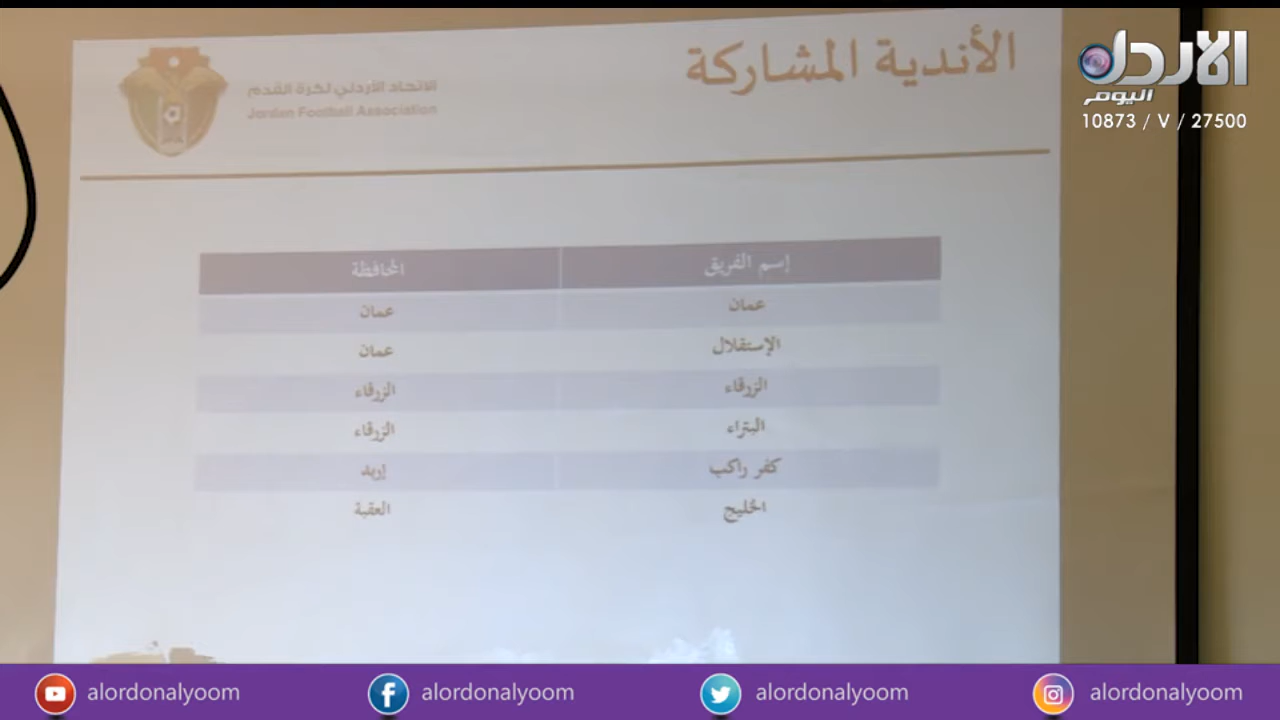 الأندية المشاركة
الاتحاد الأردني لكرة القدم
Jordan Football Association
الاردن
اليوم
10873 / V / 27500
إسم الفريق المحافظة
عمان عمان
الإستقلال عمان
الزرقاء الزرقاء
البتراء الزرقاء
كفر راكب إربد
الخليج العقبة
alordonalyoom alordonalyoom alordonalyoom alordonalyoom